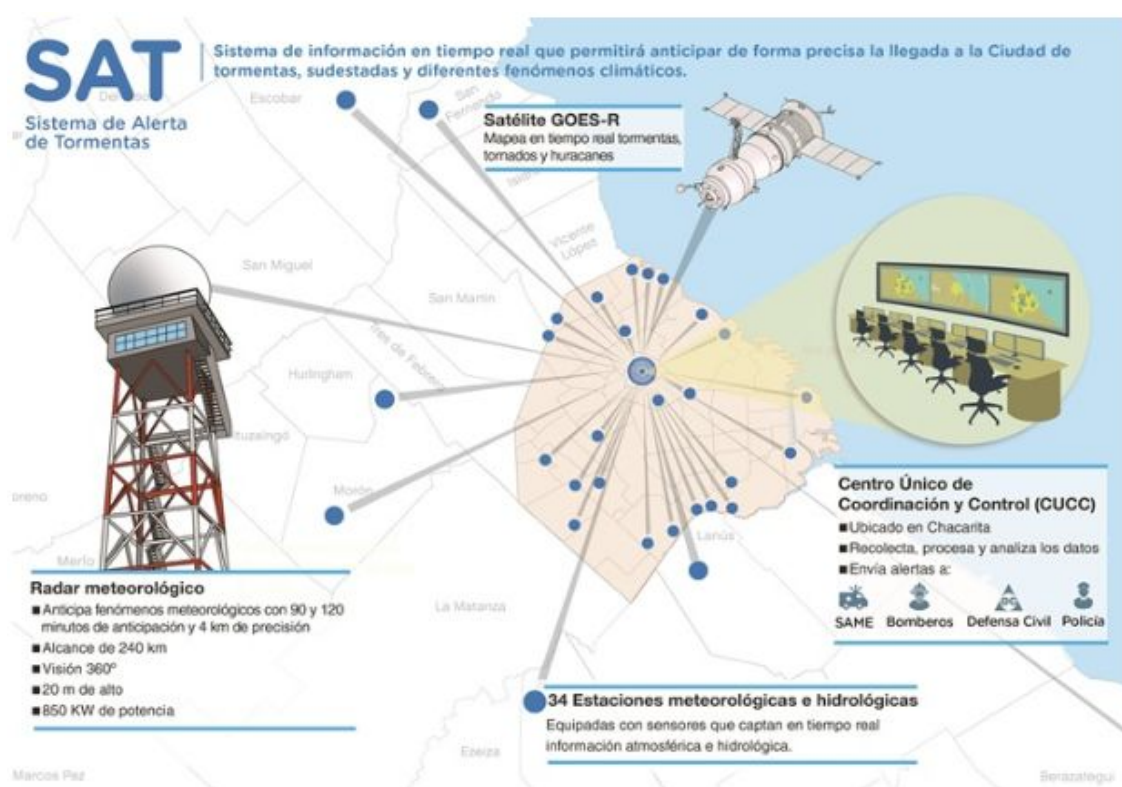 SAT
Sistema de Alerta
de Tormentas
Sistema de información en tiempo real que permitirá anticipar de forma precisa la llegada a la Ciudad de
tormentas, sudestadas y diferentes fenómenos climáticos.
Escobar
San
Fernando
Satélite GOES-R
Mapea en tiempo real tormentas,
tornados y huracanes
Vicente
López
San Miguel
San Martín
Tres de Febrero
Hurlingham
Ituzaingó
Morón
Merlo
Lanús
La Matanza
Centro Único de
Coordinación y Control (CUCC)
■Ubicado en Chacarita
■Recolecta, procesa y analiza los datos
■Envía alertas a:
SAME Bomberos Defensa Civil Policía
Radar meteorológico
■Anticipa fenómenos meteorológicos con 90 y 120
minutos de anticipación y 4 km de precisión
■Alcance de 240 km
■Visión 360º
■20 m de alto
■850 KW de potencia
34 Estaciones meteorológicas e hidrológicas
Equipadas con sensores que captan en tiempo real
información atmosférica e hidrológica.
Ezeiza
Marcos Paz
Berazategui